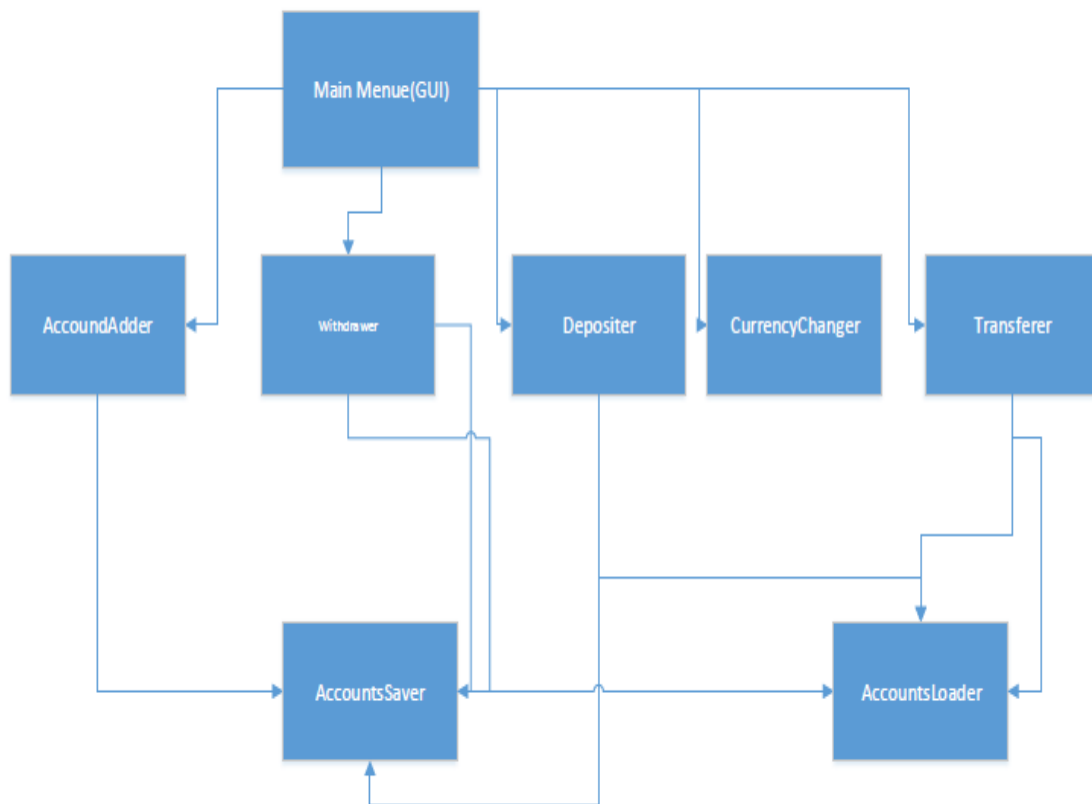 Main Menue(GUI)
AccoundAdder
Withdrawer
Depositer
CurrencyChanger
Transferer
AccountsSaver
AccountsLoader